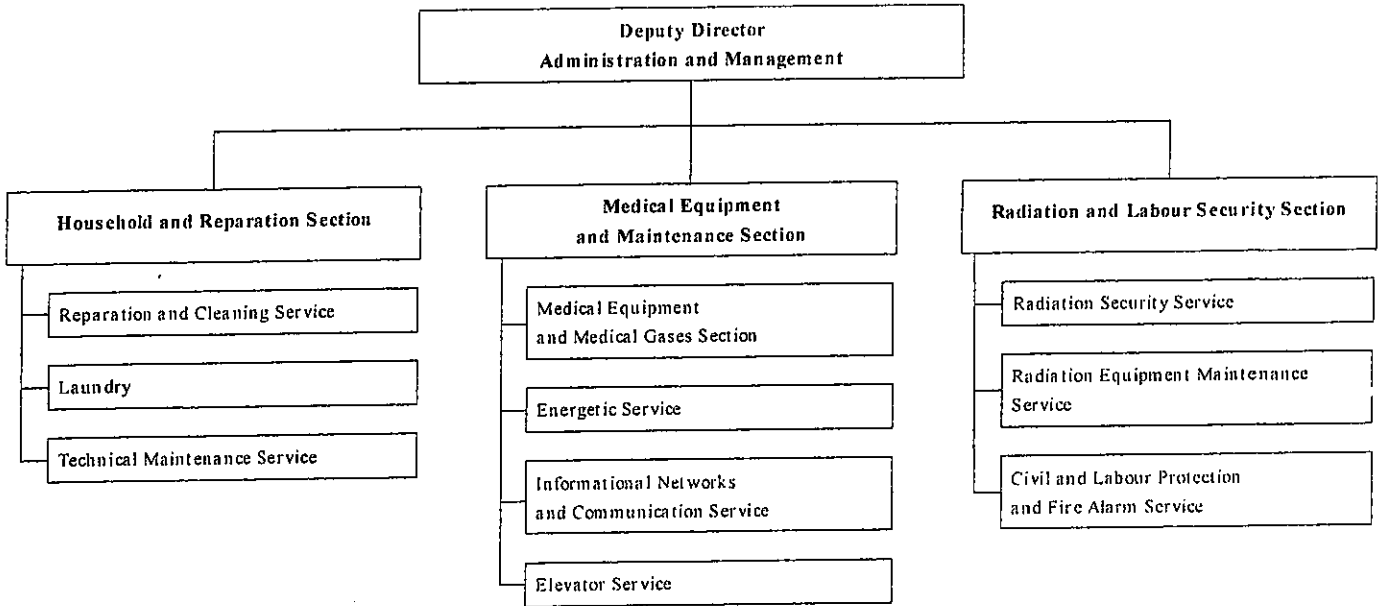 Deputy Director
Administration and Management
Household and Reparation Section
Reparation and Cleaning Service
Laundry
Technical Maintenance Service
Medical Equipment
and Maintenance Section
Medical Equipment
and Medical Gases Section
Energetic Service
Informational Networks
and Communication Service
Elevator Service
Radiation and Labour Security Section
Radiation Security Service
Radiation Equipment Maintenance
Service
Civil and Labour Protection
and Fire Alarm Service